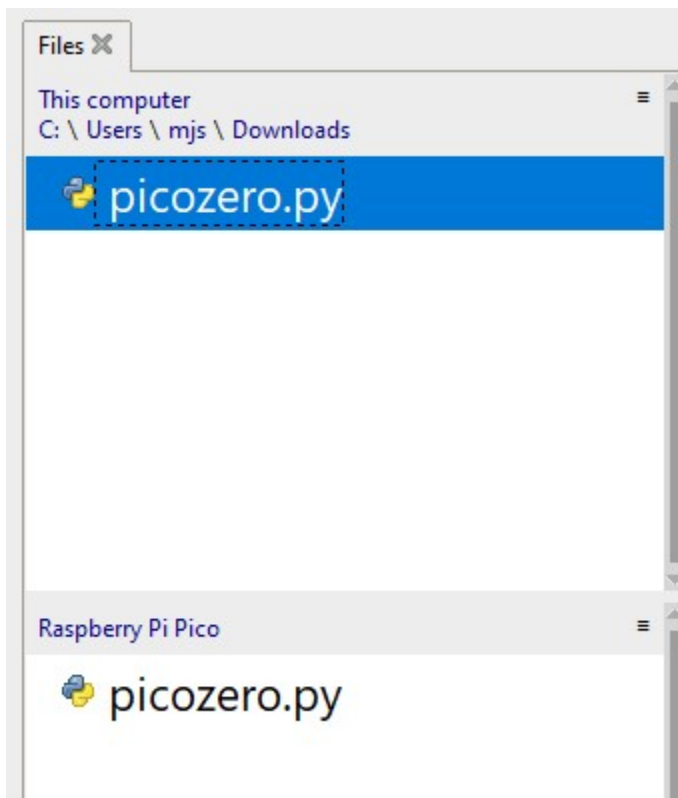 Files
This computer
C: \ Users \ mjs \ Downloads
picozero.py
Raspberry Pi Pico
picozero.py